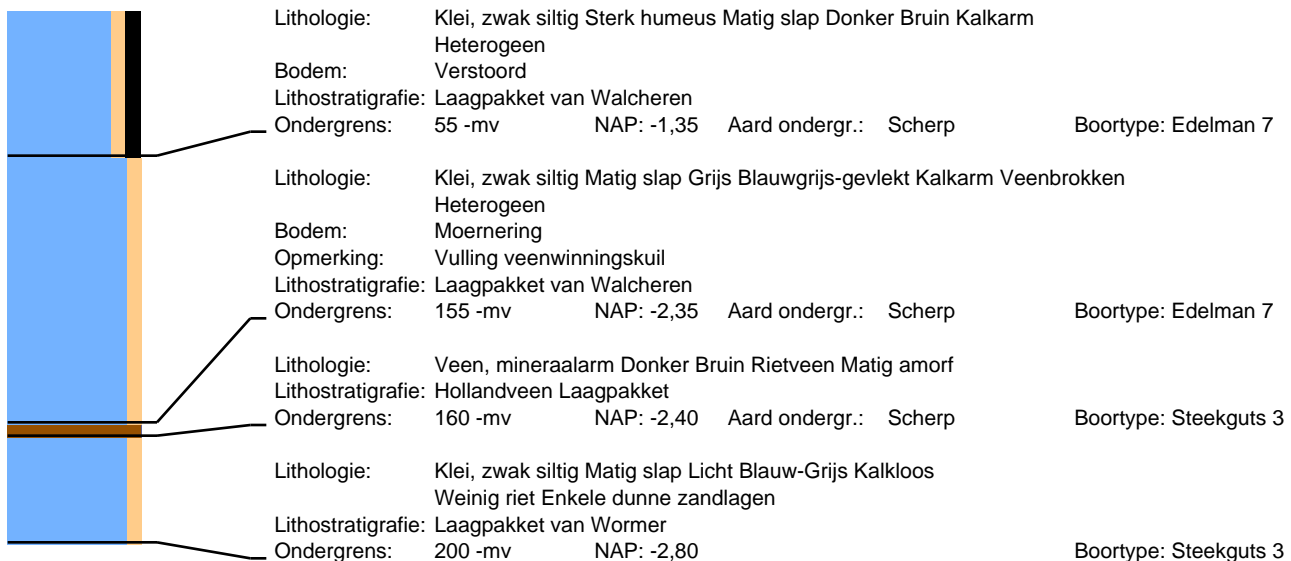 Lithologie: Klei, zwak siltig Sterk humeus Matig slap Donker Bruin Kalkarm
Heterogeen
Bodem: Verstoord
Lithostratigrafie: Laagpakket van Walcheren
Ondergrens: 55 -mv NAP: -1,35 Aard ondergr.: Scherp Boortype: Edelman 7
Lithologie: Klei, zwak siltig Matig slap Grijs Blauwgrijs-gevlekt Kalkarm Veenbrokken
Heterogeen
Bodem: Moernering
Opmerking: Vulling veenwinningskuil
Lithostratigrafie: Laagpakket van Walcheren
Ondergrens: 155 -mv NAP: -2,35 Aard ondergr.: Scherp Boortype: Edelman 7
Lithologie: Veen, mineraalarm Donker Bruin Rietveen Matig amorf
Lithostratigrafie: Hollandveen Laagpakket
Ondergrens: 160 -mv NAP: -2,40 Aard ondergr.: Scherp Boortype: Steekguts 3
Lithologie: Klei, zwak siltig Matig slap Licht Blauw-Grijs Kalkloos
Weinig riet Enkele dunne zandlagen
Lithostratigrafie: Laagpakket van Wormer
Ondergrens: 200 -mv NAP: -2,80 Boortype: Steekguts 3